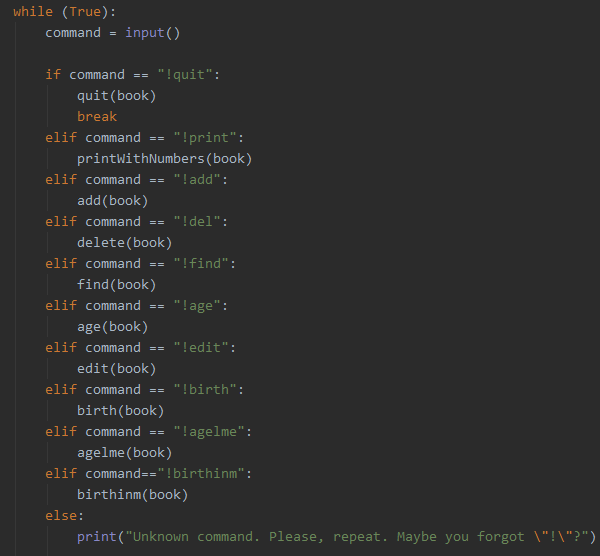 while (True):
    command = input()

    if command == "!quit":
        quit(book)
        break
    elif command == "!print":
        printWithNumbers(book)
    elif command == "!add":
        add(book)
    elif command == "!del":
        delete(book)
    elif command == "!find":
        find(book)
    elif command == "!age":
        age(book)
    elif command == "!edit":
        edit(book)
    elif command == "!birth":
        birth(book)
    elif command == "!agelme":
        agelme(book)
    elif command=="!birthinm":
        birthinm(book)
    else:
        print("Unknown command. Please, repeat. Maybe you forgot \"!\"?")